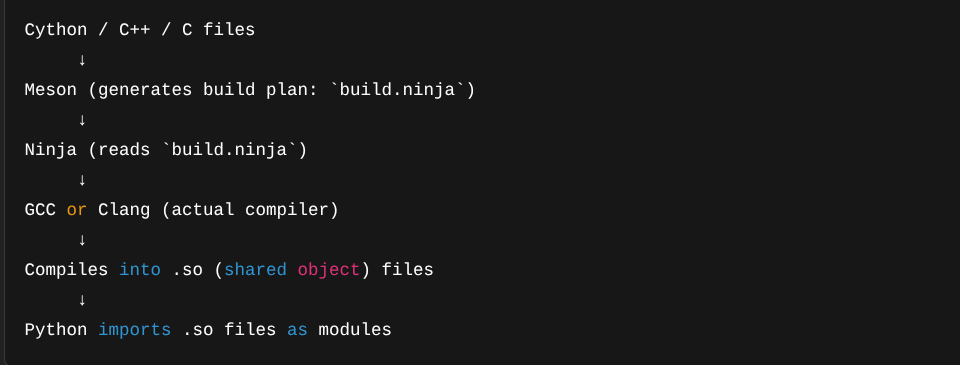 Cython / C++ / C files
↓
Meson (generates build plan: `build.ninja`)
↓
Ninja (reads `build.ninja`)
↓
GCC or Clang (actual compiler)
↓
Compiles into .so (shared object) files
↓
Python imports .so files as modules